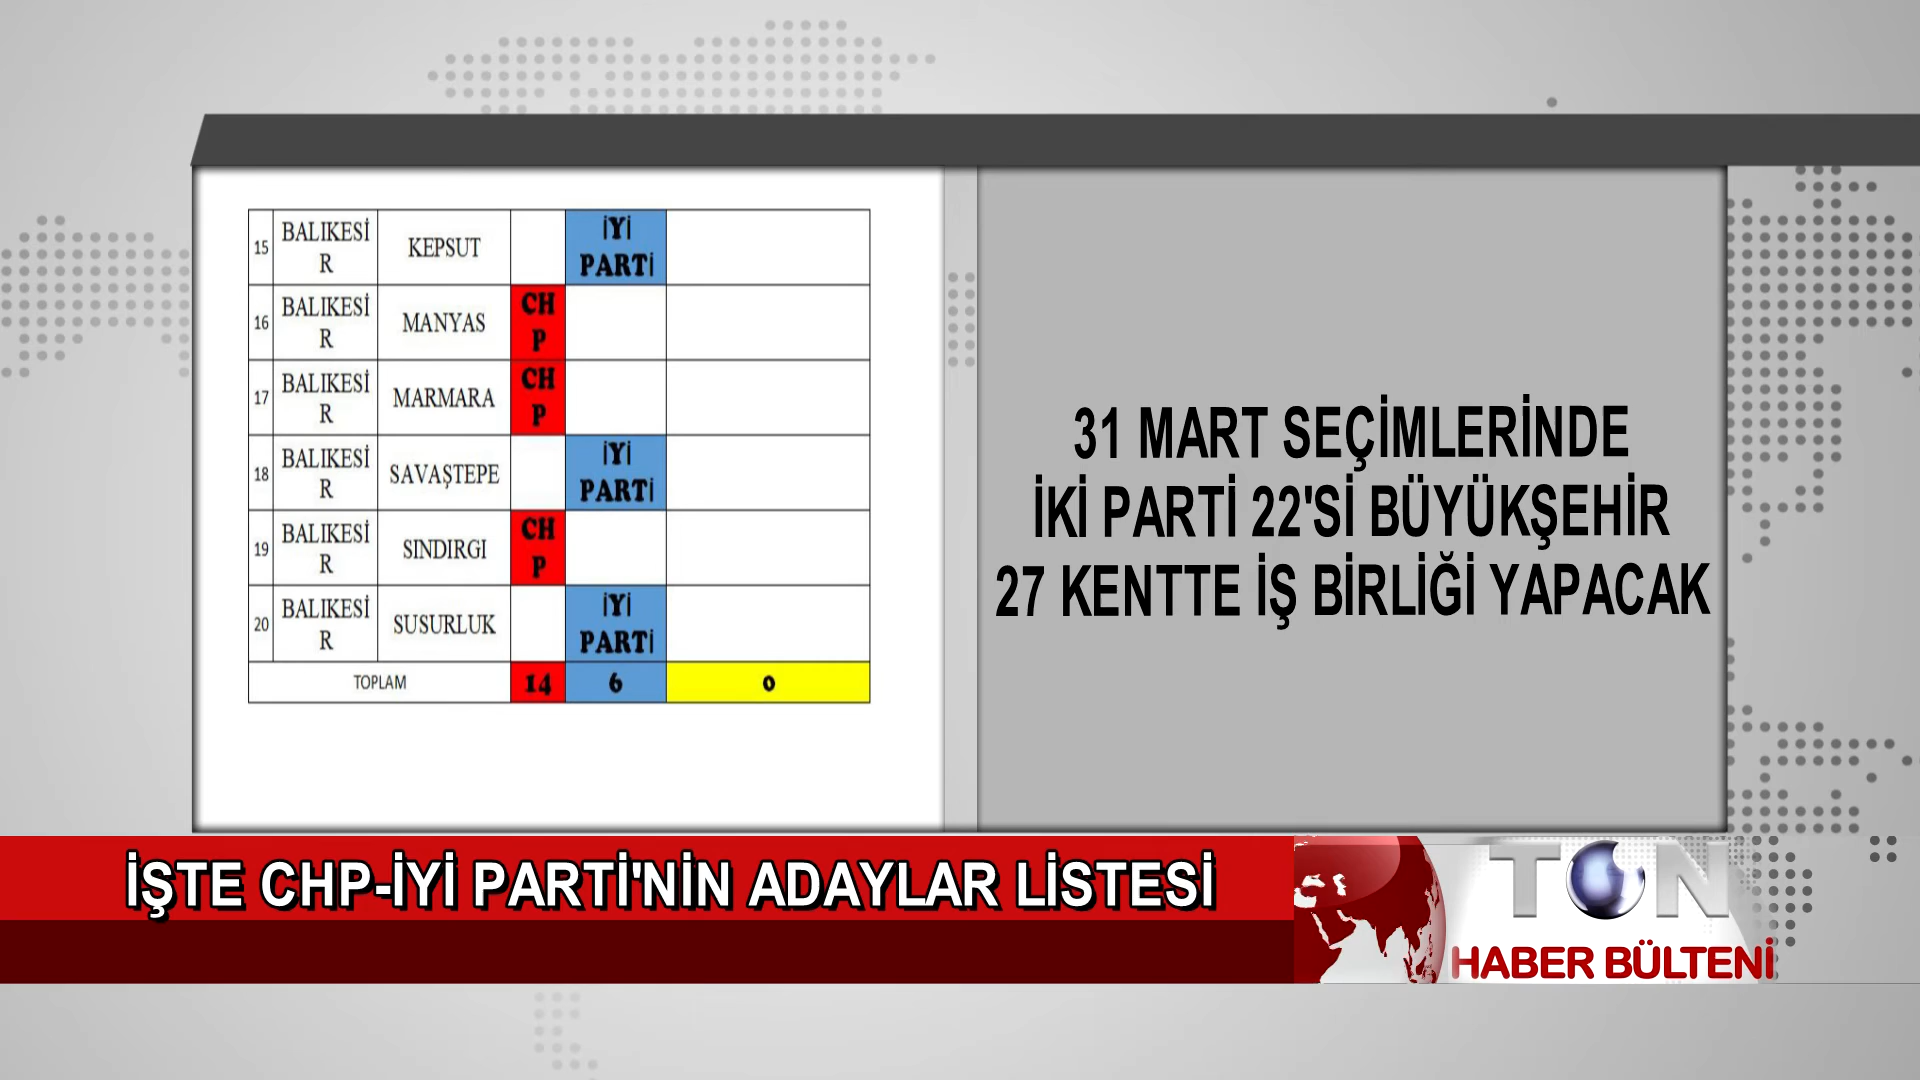 15 BALIKESİ KEPSUT İYİ
R PARTİ
16 BALIKESİ MANYAS CH
R P
17 BALIKESİ MARMARA CH
R P
18 BALIKESİ SAVAŞTEPE İYİ
R PARTİ
19 BALIKESİ SINDIRGI CH
R P
20 BALIKESİ SUSURLUK İYİ
R PARTİ
TOPLAM 14 6 0
31 MART SEÇİMLERİNDE
İKİ PARTİ 22'Sİ BÜYÜKŞEHİR
27 KENTTE İŞ BİRLİĞİ YAPACAK
İŞTE CHP-İYİ PARTİ'NİN ADAYLAR LİSTESİ
TON
HABER BÜLTENİ